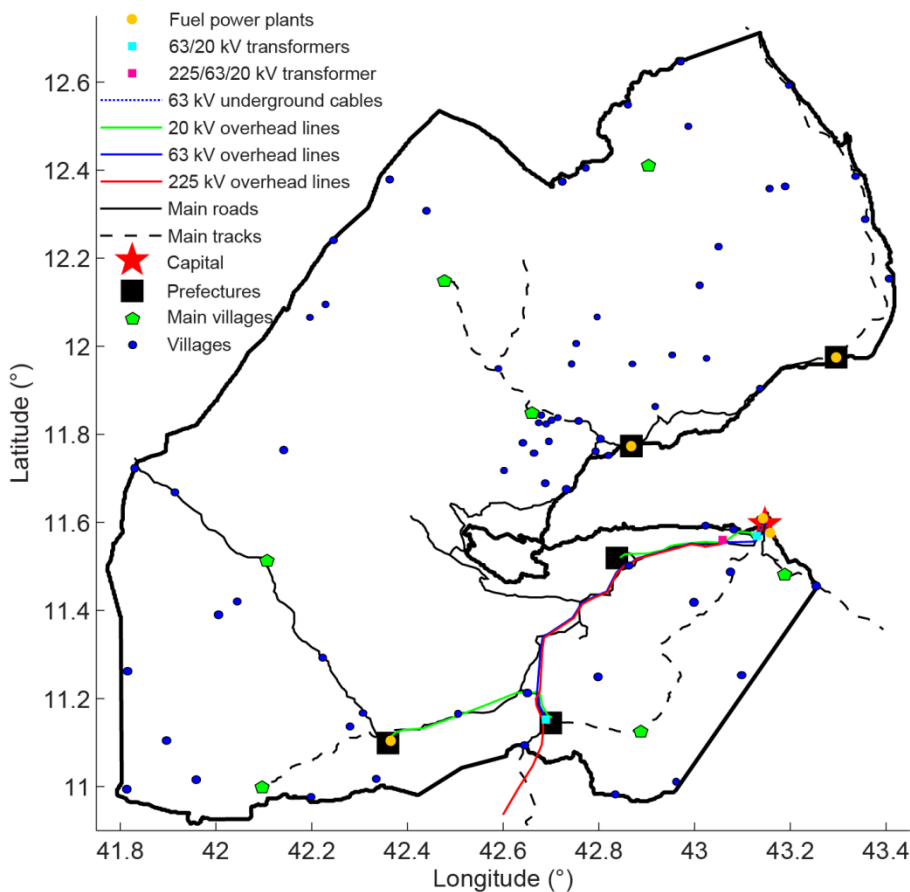 Fuel power plants
63/20 kV transformers
225/63/20 kV transformer
63 kV underground cables
20 kV overhead lines
63 kV overhead lines
225 kV overhead lines
Main roads
Main tracks
Capital
Prefectures
Main villages
Villages
Latitude (°)
12.6
12.4
12.2
12
11.8
11.6
11.4
11.2
11
41.8 42 42.2 42.4 42.6 42.8 43 43.2 43.4
Longitude (°)